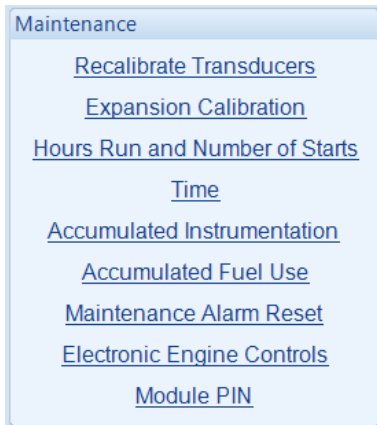 Maintenance
Recalibrate Transducers
Expansion Calibration
Hours Run and Number of Starts
Time
Accumulated Instrumentation
Accumulated Fuel Use
Maintenance Alarm Reset
Electronic Engine Controls
Module PIN